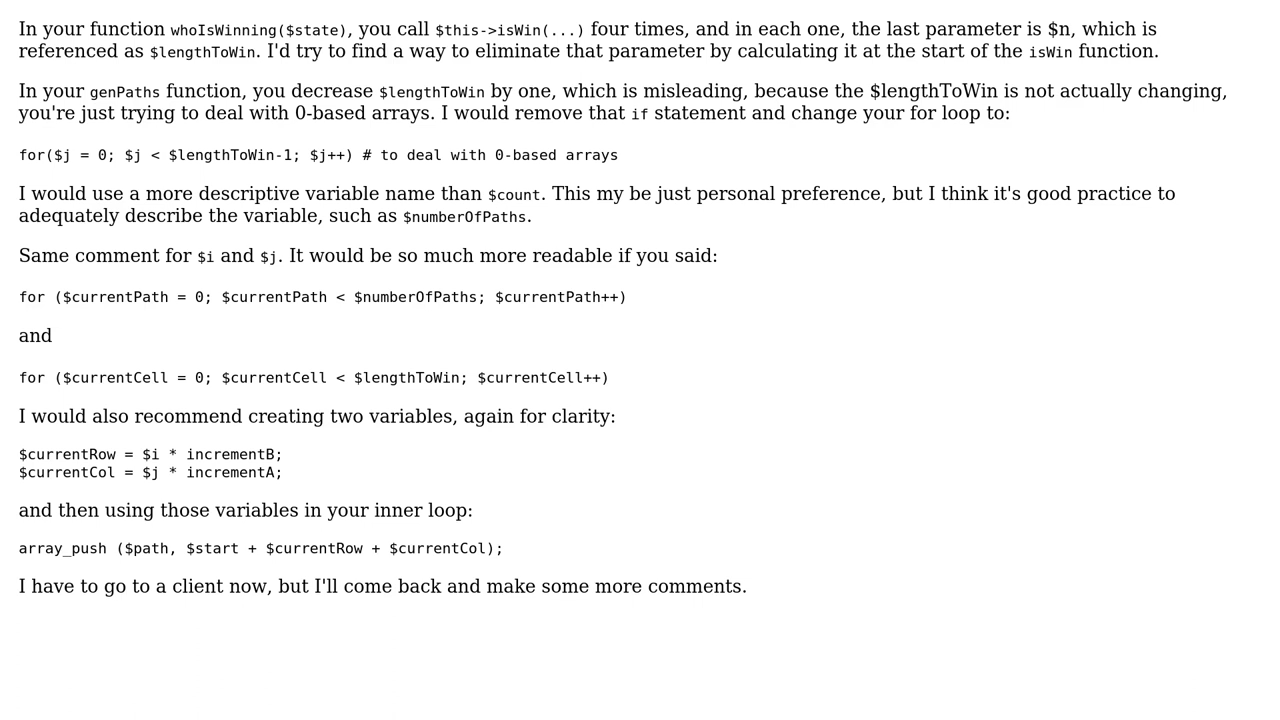 In your function whoIsWinning($state), you call $this->isWin(...) four times, and in each one, the last parameter is $n, which is
referenced as $lengthToWin. I'd try to find a way to eliminate that parameter by calculating it at the start of the isWin function.
In your genPaths function, you decrease $lengthToWin by one, which is misleading, because the $lengthToWin is not actually changing,
you're just trying to deal with 0-based arrays. I would remove that if statement and change your for loop to:
for($j = 0; $j < $lengthToWin-1; $j++) # to deal with 0-based arrays
I would use a more descriptive variable name than $count. This my be just personal preference, but I think it's good practice to
adequately describe the variable, such as $numberOfPaths.
Same comment for $i and $j. It would be so much more readable if you said:
for ($currentPath = 0; $currentPath < $numberOfPaths; $currentPath++)
and
for ($currentCell = 0; $currentCell < $lengthToWin; $currentCell++)
I would also recommend creating two variables, again for clarity:
$currentRow = $i * incrementB;
$currentCol = $j * incrementA;
and then using those variables in your inner loop:
array_push ($path, $start + $currentRow + $currentCol);
I have to go to a client now, but I'll come back and make some more comments.